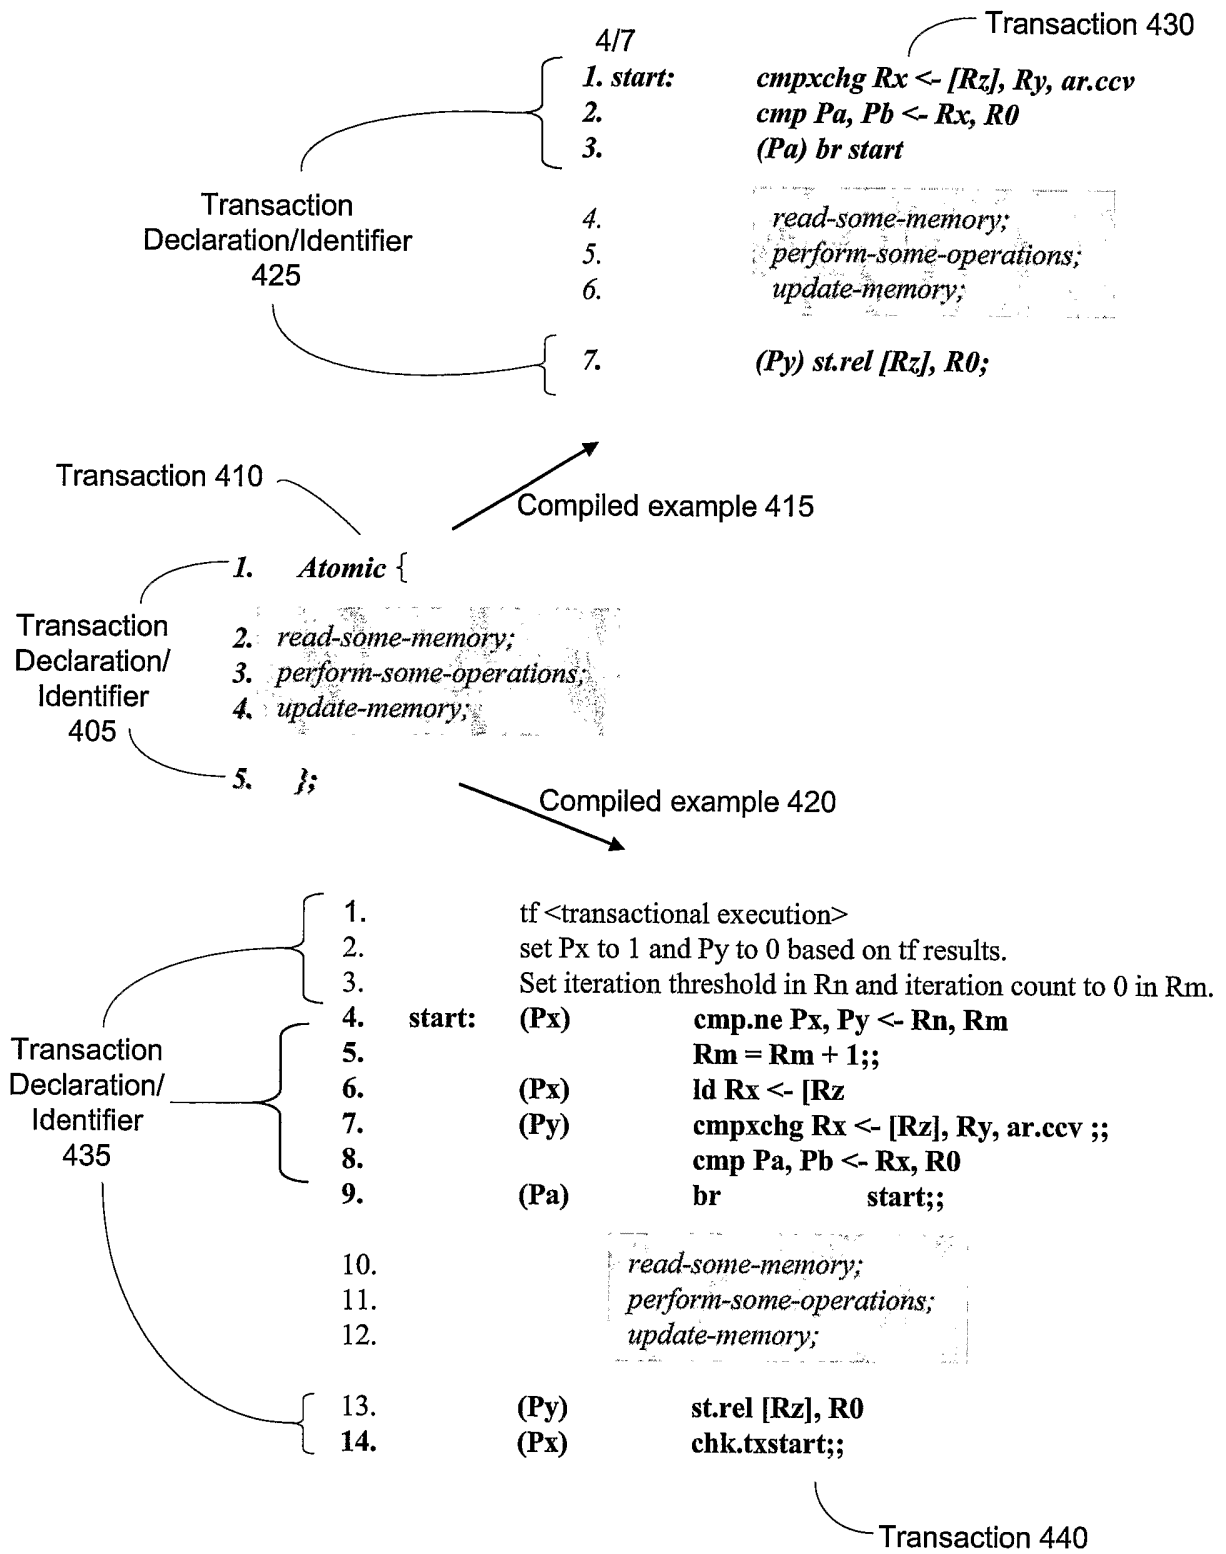 Transaction 430
4/7
1. start: cmpxchg Rx <- [Rz], Ry, ar.ccv
2. cmp Pa, Pb <- Rx, R0
3. (Pa) br start
Transaction
Declaration/Identifier
425
4. read-some-memory;
5. perform-some-operations;
6. update-memory;
7. (Py) st.rel [Rz], R0;
Transaction 410
Compiled example 415
1. Atomic {
Transaction
Declaration/
Identifier
405
2. read-some-memory;
3. perform-some-operations;
4. update-memory;
5. };
Compiled example 420
1. tf <transactional execution>
2. set Px to 1 and Py to 0 based on tf results.
3. Set iteration threshold in Rn and iteration count to 0 in Rm.
4. start: (Px) cmp.ne Px, Py <- Rn, Rm
5. Rm = Rm + 1;;
6. (Px) ld Rx <- [Rz
7. (Py) cmpxchg Rx <- [Rz], Ry, ar.ccv ;;
8. cmp Pa, Pb <- Rx, R0
9. (Pa) br start;;
Transaction
Declaration/
Identifier
435
10. read-some-memory;
11. perform-some-operations;
12. update-memory;
13. (Py) st.rel [Rz], R0
14. (Px) chk.txstart;;
Transaction 440